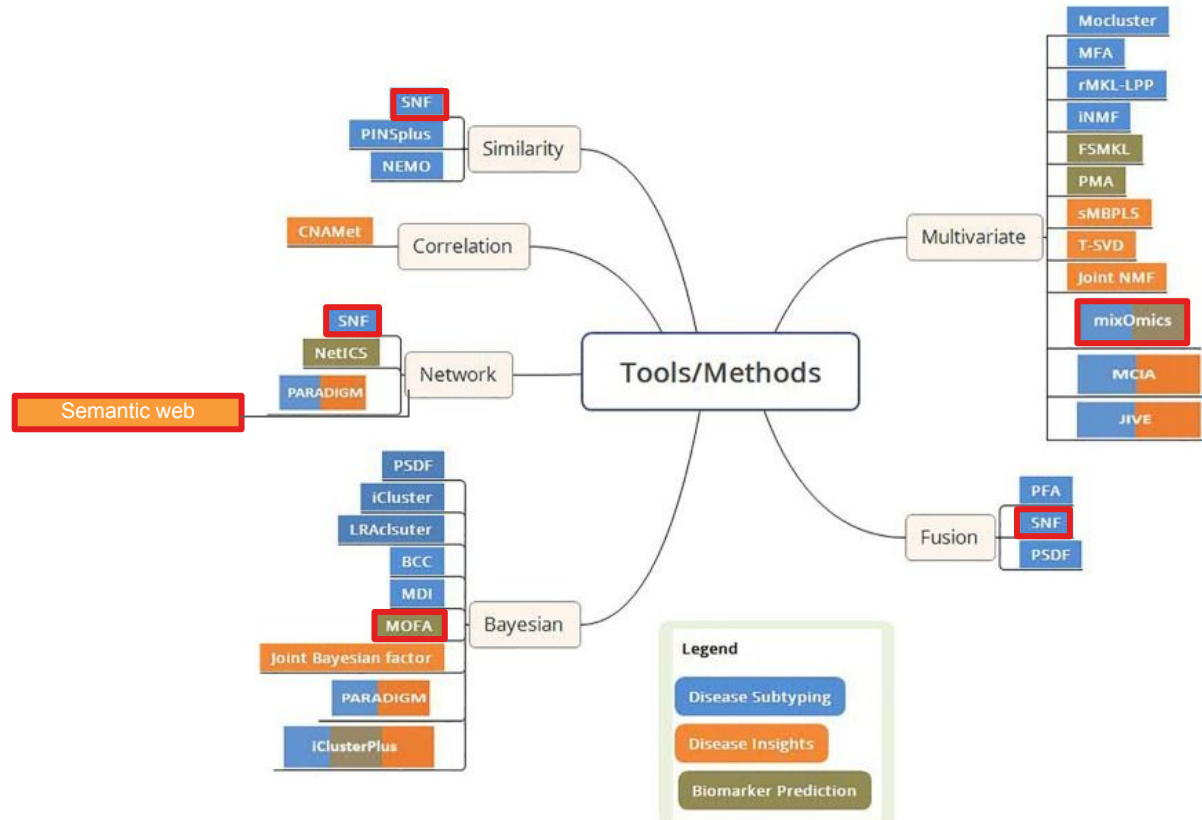 SNF
PINSplus
NEMO
Similarity
CNAMet
Correlation
SNF
NetICS
PARADIGM
Network
Semantic web
PSDF
iCluster
LRAclsuter
BCC
MDI
MOFA
Joint Bayesian factor
PARADIGM
iClusterPlus
Bayesian
Tools/Methods
Mocluster
MFA
rMKL-LPP
iNMF
FSMKL
PMA
sMBPLS
T-SVD
Joint NMF
mixOmics
MCIA
JIVE
Multivariate
PFA
SNF
PSDF
Fusion
Legend
Disease Subtyping
Disease Insights
Biomarker Prediction